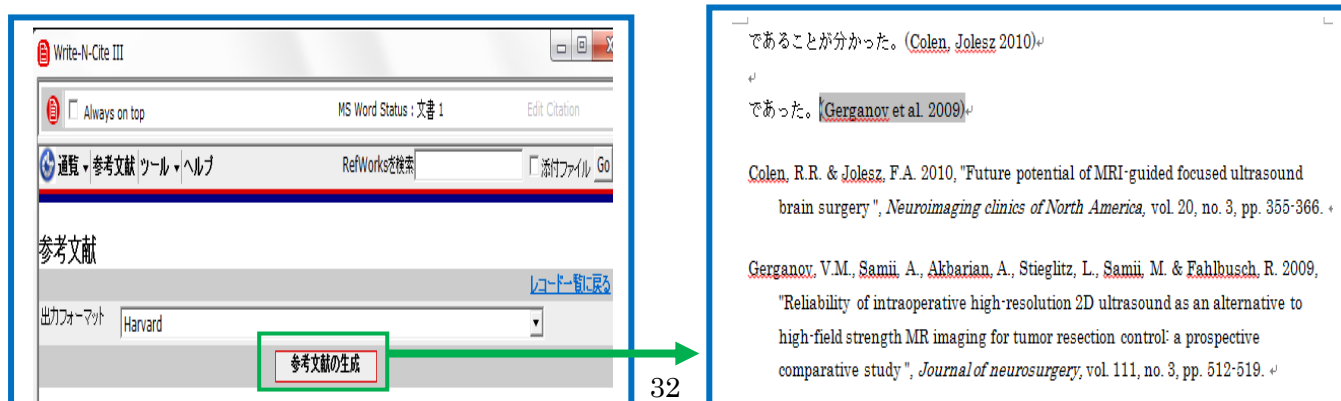 Write-N-Cite III
Always on top MS Word Status : 文書 1 Edit Citation
通覧 参考文献 ツール ヘルプ RefWorksを検索 添付ファイル Go
参考文献
レコード一覧に戻る
出力フォーマット Harvard
参考文献の生成
32
であることが分かった。(Colen, Jolesz 2010)
であった。(Gerganov et al. 2009)
Colen, R.R. & Jolesz, F.A. 2010, "Future potential of MRI-guided focused ultrasound
brain surgery ", Neuroimaging clinics of North America, vol. 20, no. 3, pp. 355-366.
Gerganov, V.M., Samii, A., Akbarian, A., Stieglitz, L., Samii, M. & Fahlbusch, R. 2009,
"Reliability of intraoperative high-resolution 2D ultrasound as an alternative to
high-field strength MR imaging for tumor resection control: a prospective
comparative study ", Journal of neurosurgery, vol. 111, no. 3, pp. 512-519.